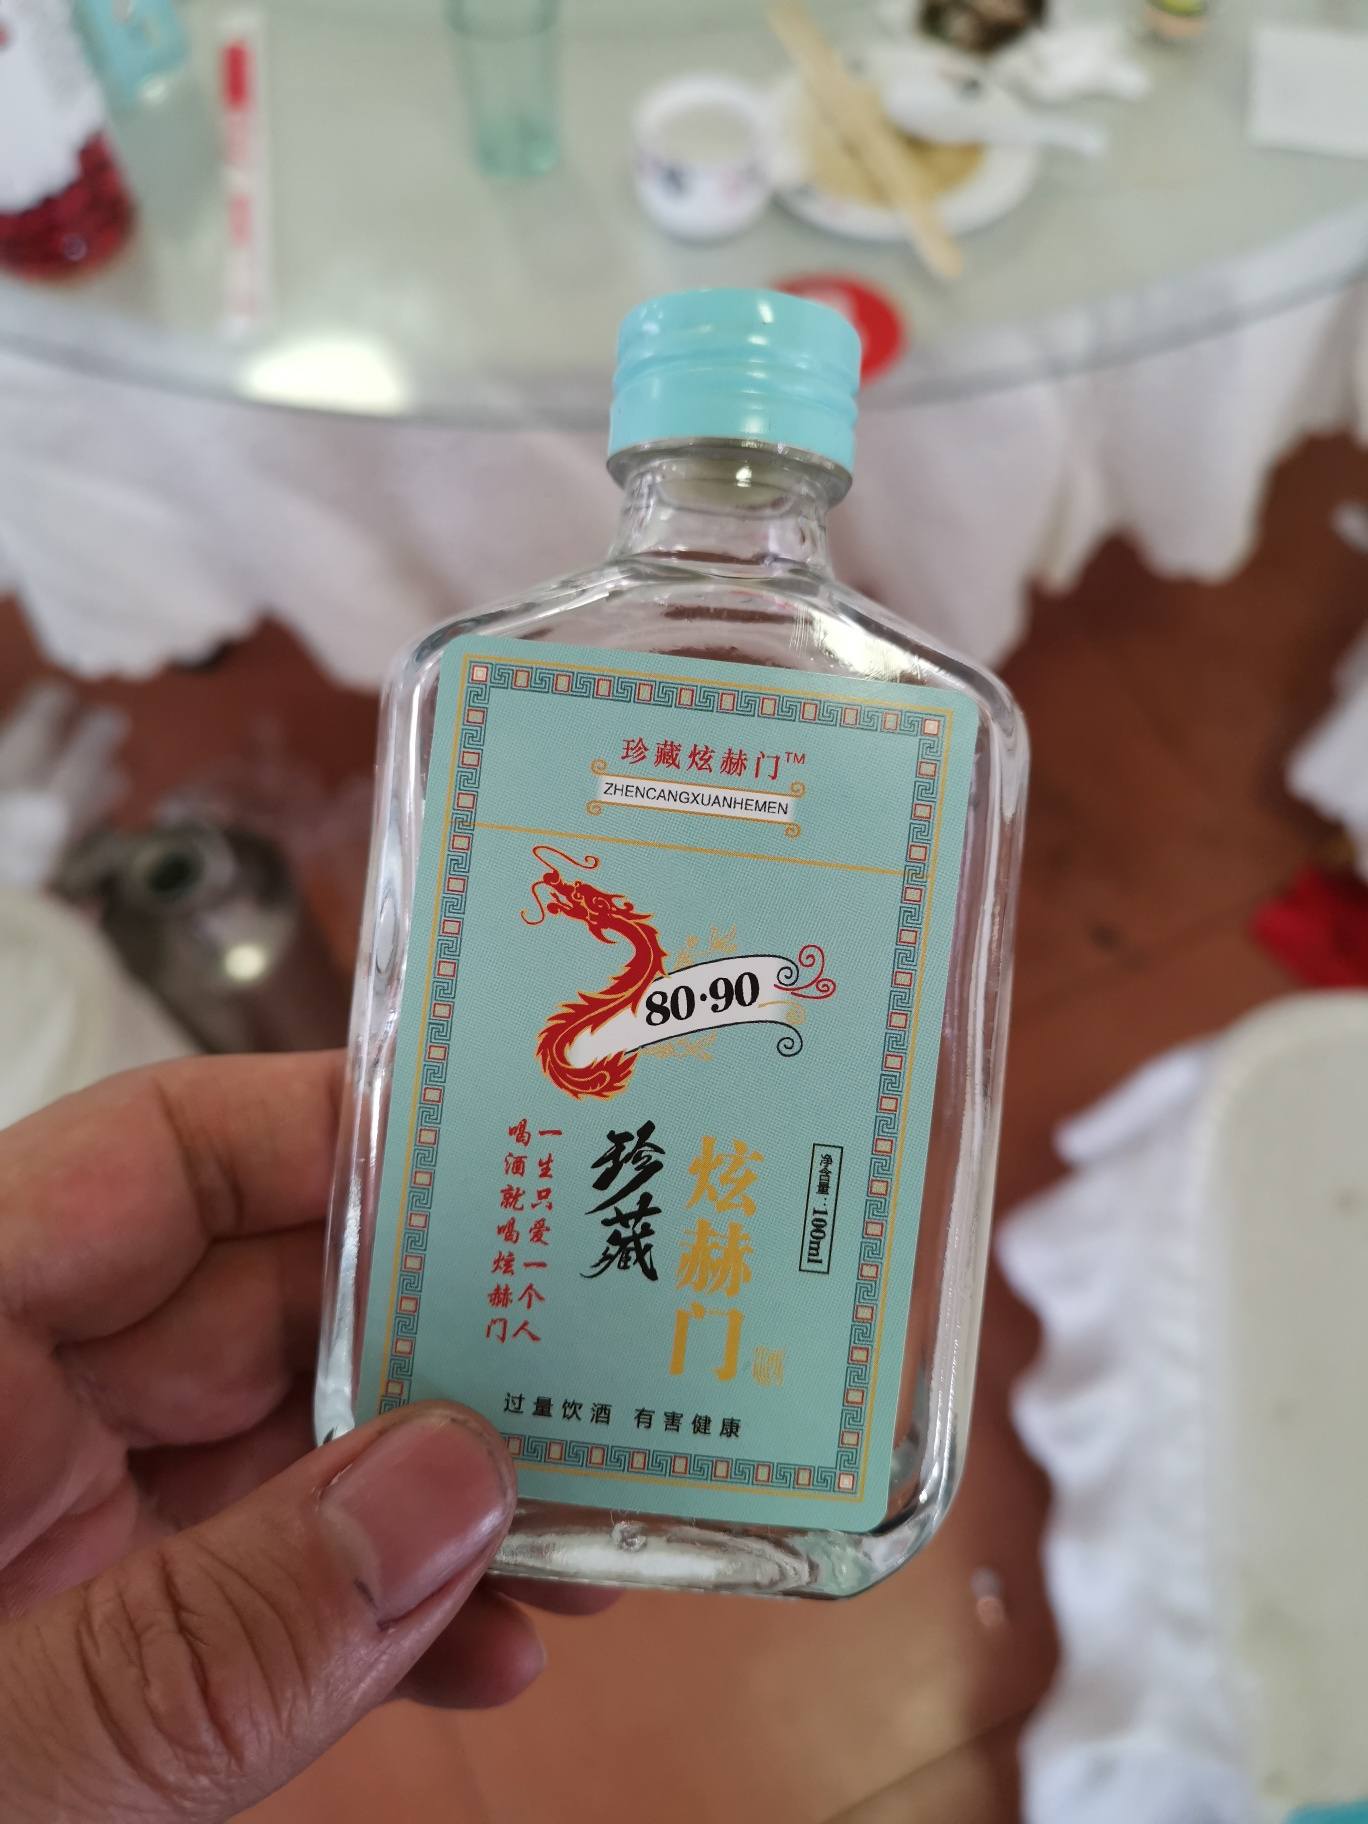 珍藏炫赫门™
ZHENCANGXUANHEMEN
80·90
净含量:100ml
炫赫门
珍藏
一生只爱一个人
喝酒就喝炫赫门
过量饮酒 有害健康